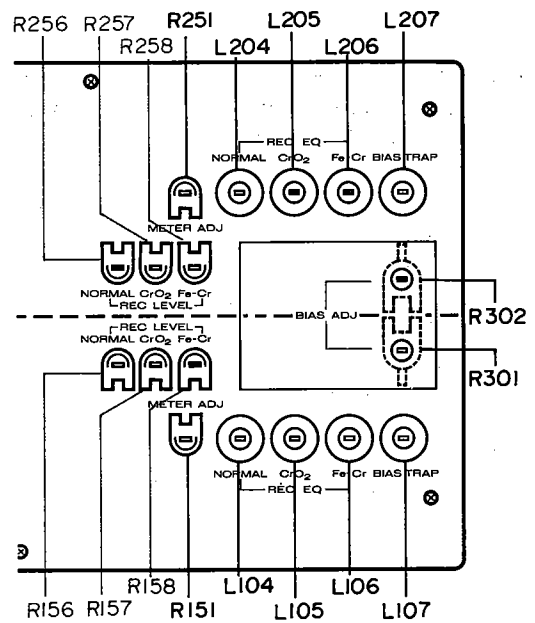 R256 R257 R251 L205 L207
R258 L204 L206
REC EQ
NORMAL CrO2 Fe-Cr BIAS TRAP
METER ADJ
NORMAL CrO2 Fe-Cr
REC LEVEL
BIAS ADJ
R302
REC LEVEL
NORMAL CrO2 Fe-Cr
R301
METER ADJ
NORMAL CrO2 Fe-Cr BIAS TRAP
REC EQ
R158 L104 L106
R156 R157 R151 L105 L107